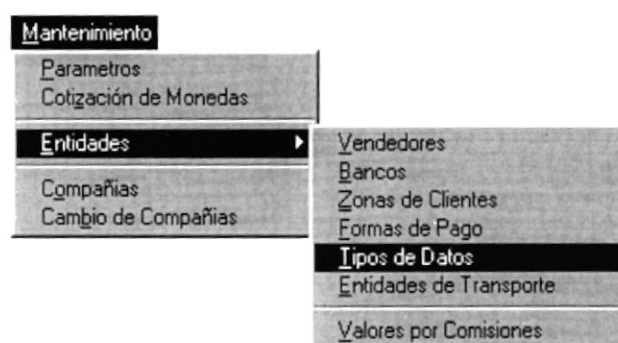 Mantenimiento
Parametros
Cotización de Monedas
Entidades
Compañias
Cambio de Compañias
Vendedores
Bancos
Zonas de Clientes
Formas de Pago
Tipos de Datos
Entidades de Transporte
Valores por Comisiones